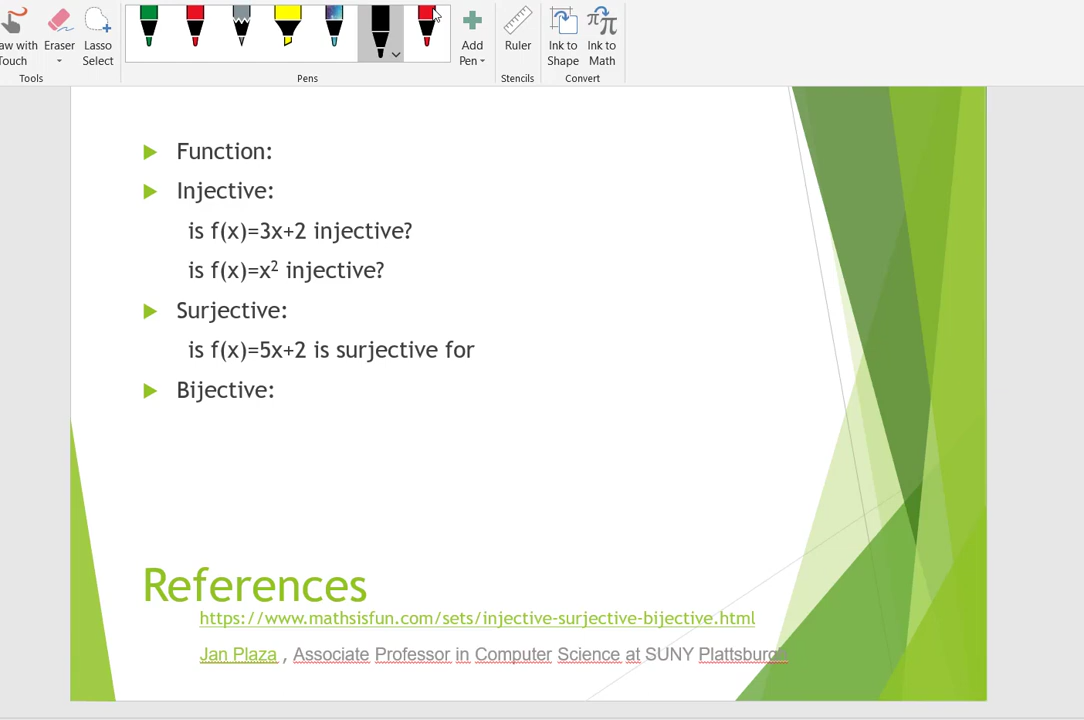 aw with Touch
Eraser
Lasso Select
Tools
Pens
Add Pen
Ruler
Stencils
Ink to Shape
Ink to Math
Convert
Function:
Injective:
is f(x)=3x+2 injective?
is f(x)=x² injective?
Surjective:
is f(x)=5x+2 is surjective for
Bijective:
References
https://www.mathsisfun.com/sets/injective-surjective-bijective.html
Jan Plaza , Associate Professor in Computer Science at SUNY Plattsburgh